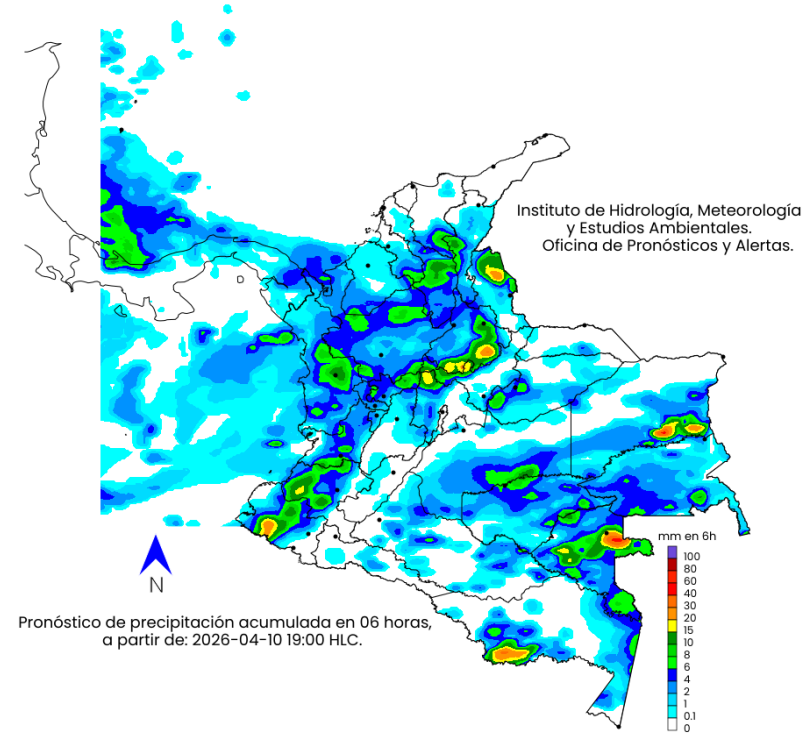 Instituto de Hidrología, Meteorología
y Estudios Ambientales.
Oficina de Pronósticos y Alertas.
mm en 6h
100
80
60
40
30
20
15
10
8
6
4
2
1
0.1
0
N
Pronóstico de precipitación acumulada en 06 horas,
a partir de: 2026-04-10 19:00 HLC.